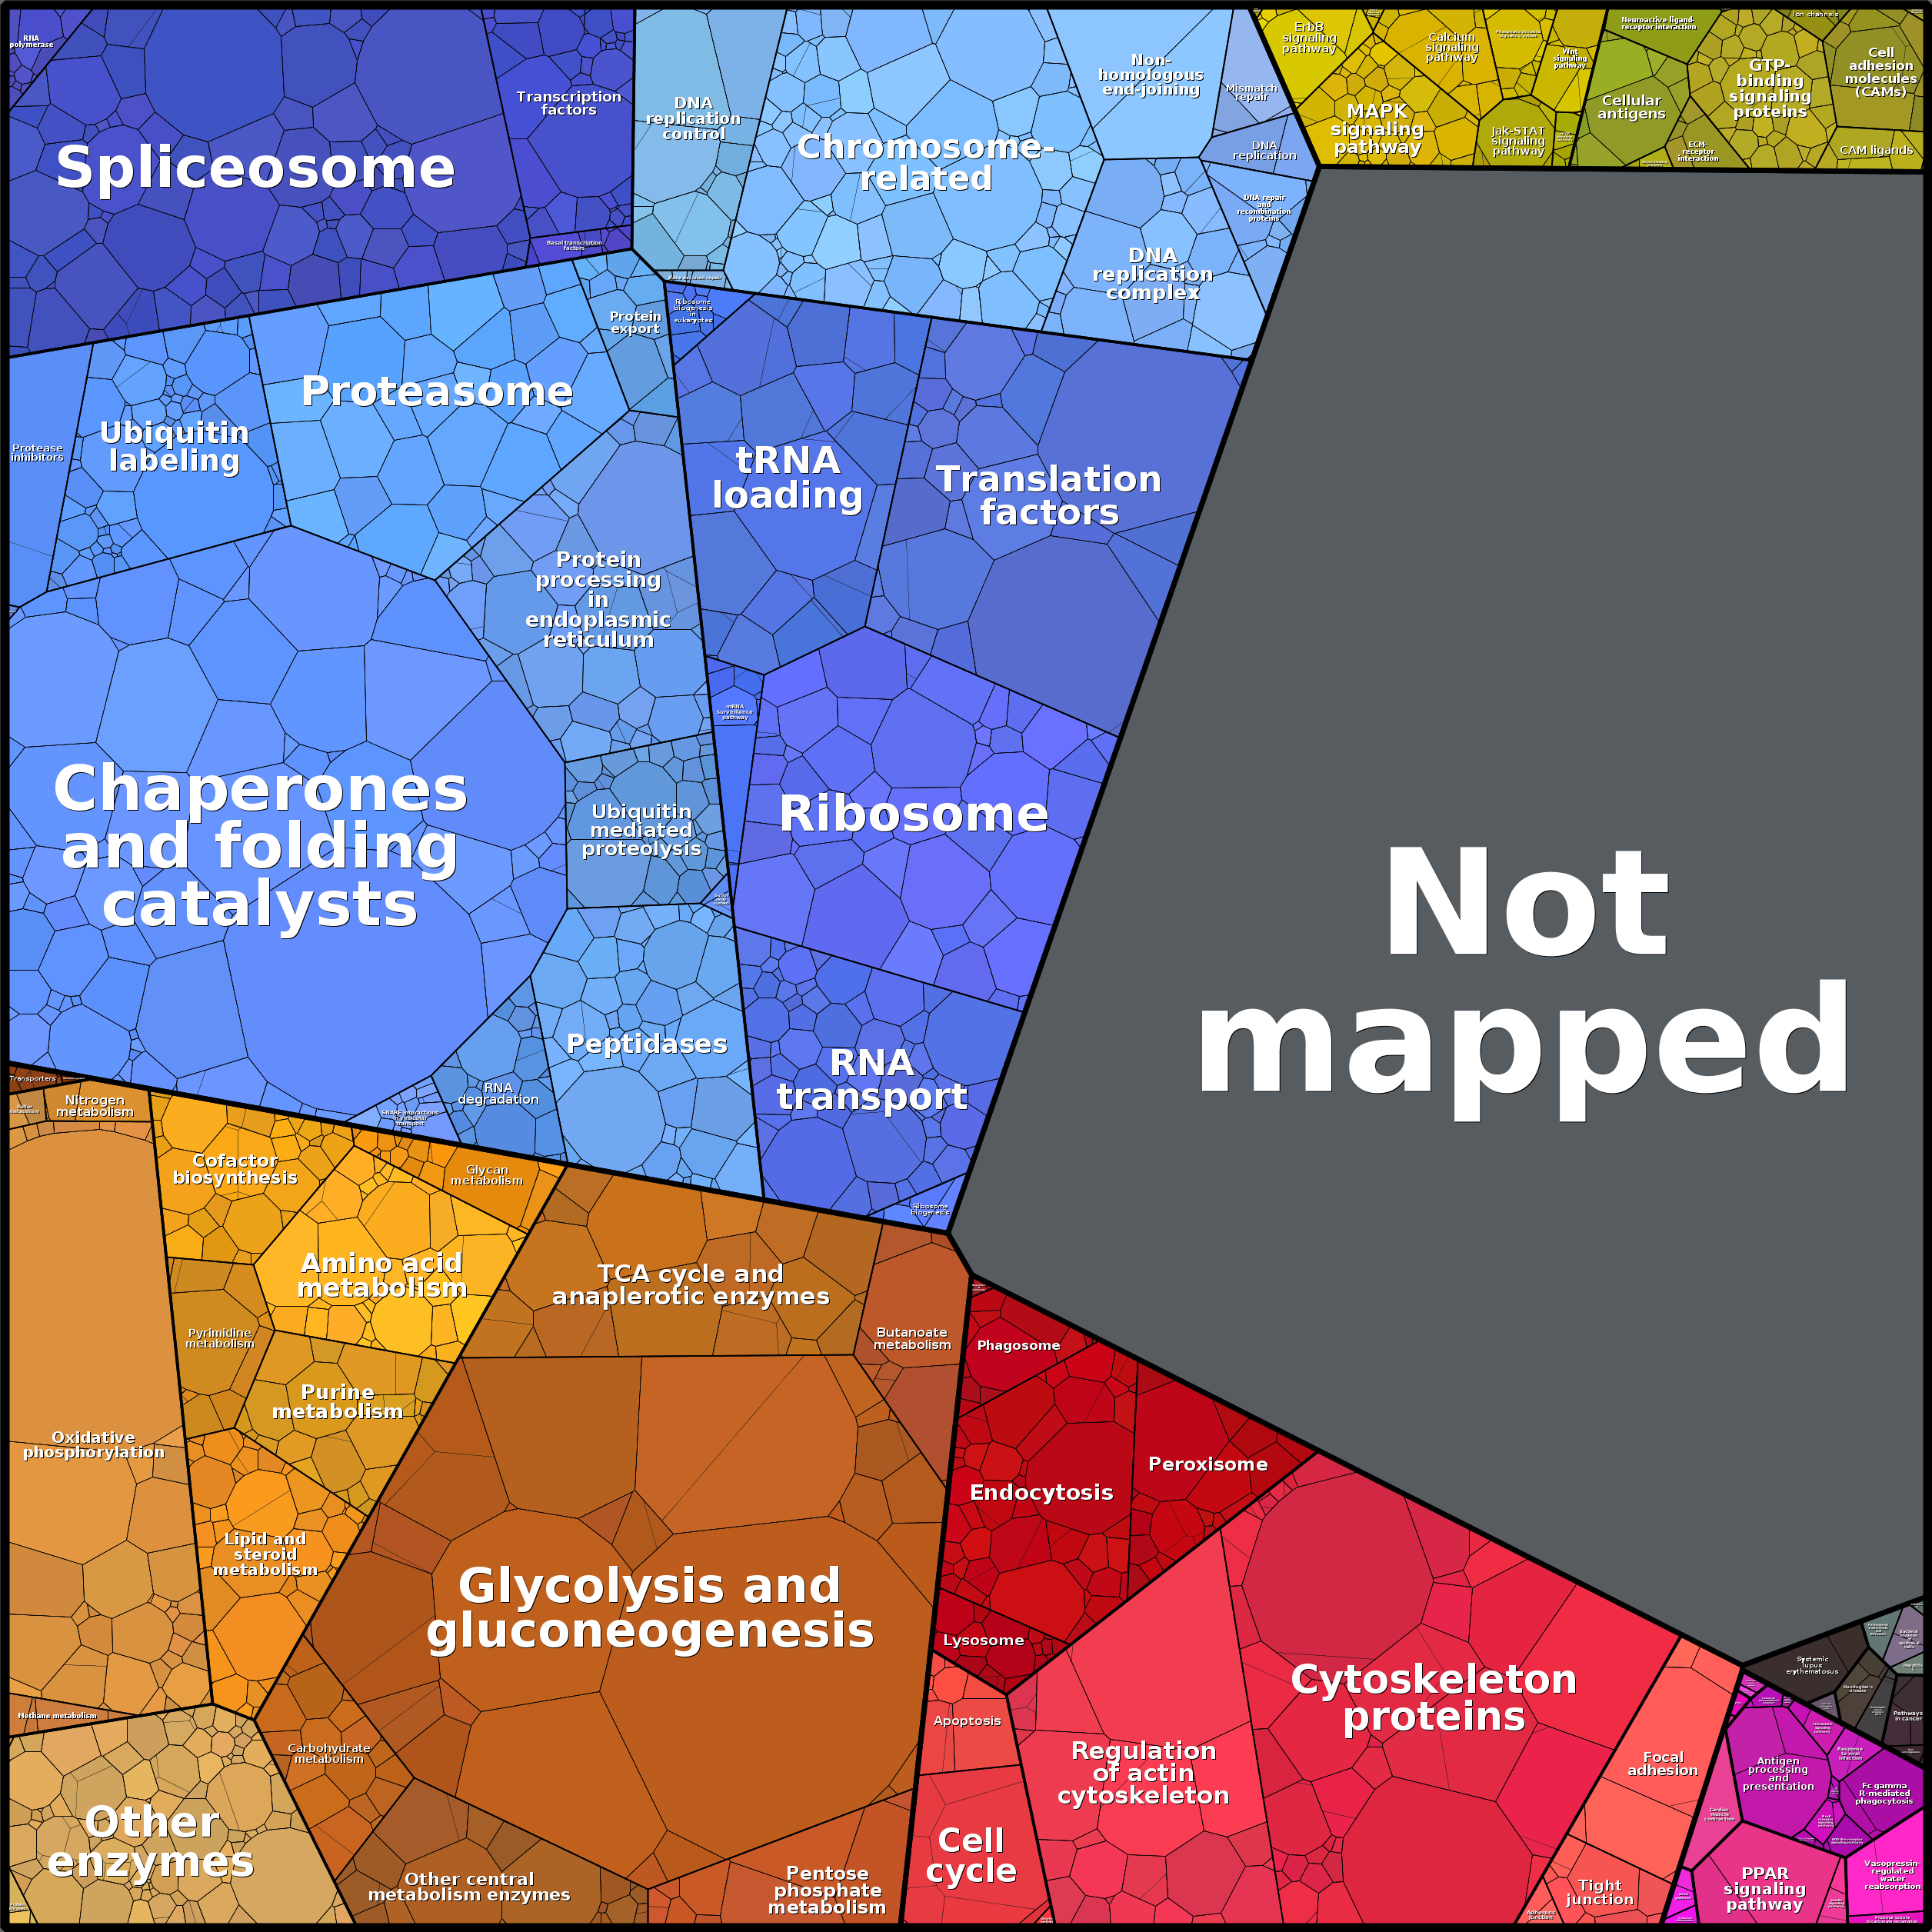 RNA
polymerase
Spliceosome
Transcription
factors
Basal transcription
factors
DNA
replication
control
Chromosome-
related
Non-
homologous
end-joining
Mismatch
repair
DNA
replication
DNA repair
and
recombination
proteins
DNA
replication
complex
ErbB
signaling
pathway
Calcium
signaling
pathway
Wnt
signaling
pathway
MAPK
signaling
pathway
Jak-STAT
signaling
pathway
Neuroactive ligand-
receptor interaction
Ion channels
Cellular
antigens
GTP-
binding
signaling
proteins
Cell
adhesion
molecules
(CAMs)
ECM-
receptor
interaction
CAM ligands
Protease
inhibitors
Ubiquitin
labeling
Proteasome
Protein
export
Ribosome
biogenesis
in
eukaryotes
tRNA
loading
Translation
factors
Protein
processing
in
endoplasmic
reticulum
mRNA
surveillance
pathway
Chaperones
and folding
catalysts
Ubiquitin
mediated
proteolysis
Ribosome
Not
mapped
Peptidases
RNA
degradation
SNARE interactions
in vesicular
transport
RNA
transport
Ribosome
biogenesis
Transporters
Sulfur
metabolism
Nitrogen
metabolism
Cofactor
biosynthesis
Glycan
metabolism
Amino acid
metabolism
Pyrimidine
metabolism
Purine
metabolism
Oxidative
phosphorylation
Lipid and
steroid
metabolism
TCA cycle and
anaplerotic enzymes
Butanoate
metabolism
Glycolysis and
gluconeogenesis
Methane metabolism
Carbohydrate
metabolism
Other
enzymes
Other central
metabolism enzymes
Pentose
phosphate
metabolism
Phagosome
Endocytosis
Peroxisome
Lysosome
Apoptosis
Cell
cycle
Regulation
of actin
cytoskeleton
Cytoskeleton
proteins
Focal
adhesion
Tight
junction
Adherens
junction
Systemic
lupus
erythematosus
Huntington's
disease
Pathways
in cancer
Antigen
processing
and
presentation
Response
to viral
infection
Fc gamma
R-mediated
phagocytosis
Cardiac
muscle
contraction
PPAR
signaling
pathway
Vasopressin-
regulated
water
reabsorption